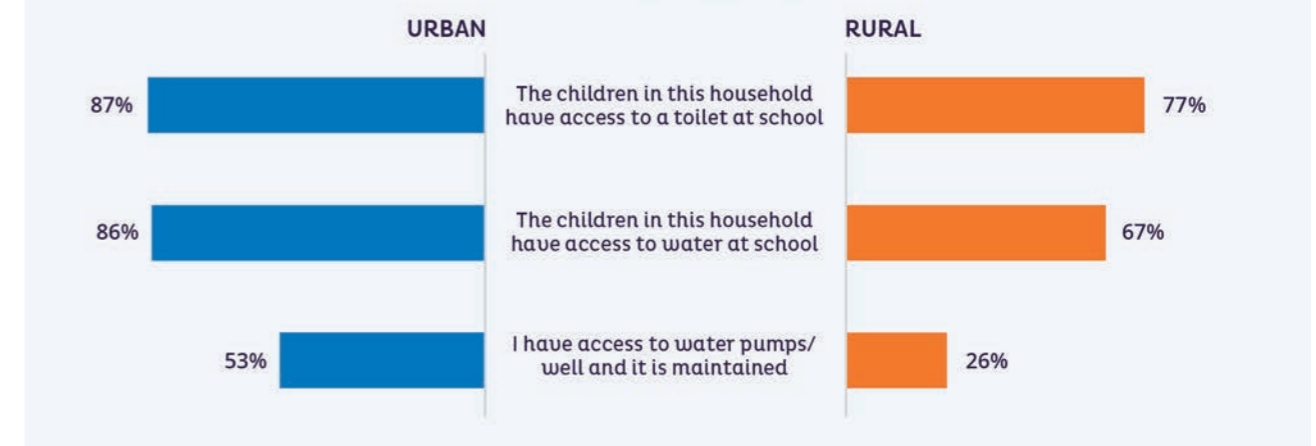 URBAN
RURAL
87%
The children in this household
have access to a toilet at school
77%
86%
The children in this household
have access to water at school
67%
53%
I have access to water pumps/
well and it is maintained
26%